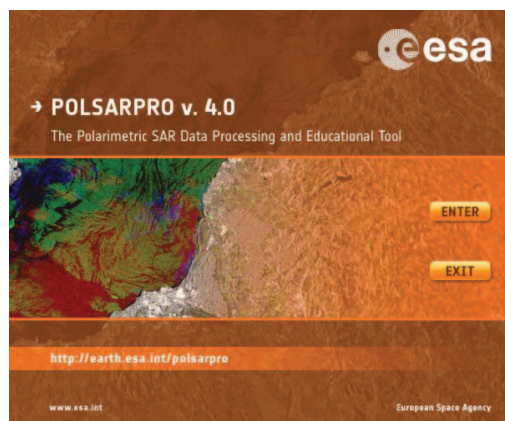 esa
→ POLSARPRO v. 4.0
The Polarimetric SAR Data Processing and Educational Tool
ENTER
EXIT
http://earth.esa.int/polsarpro
www.esa.int European Space Agency